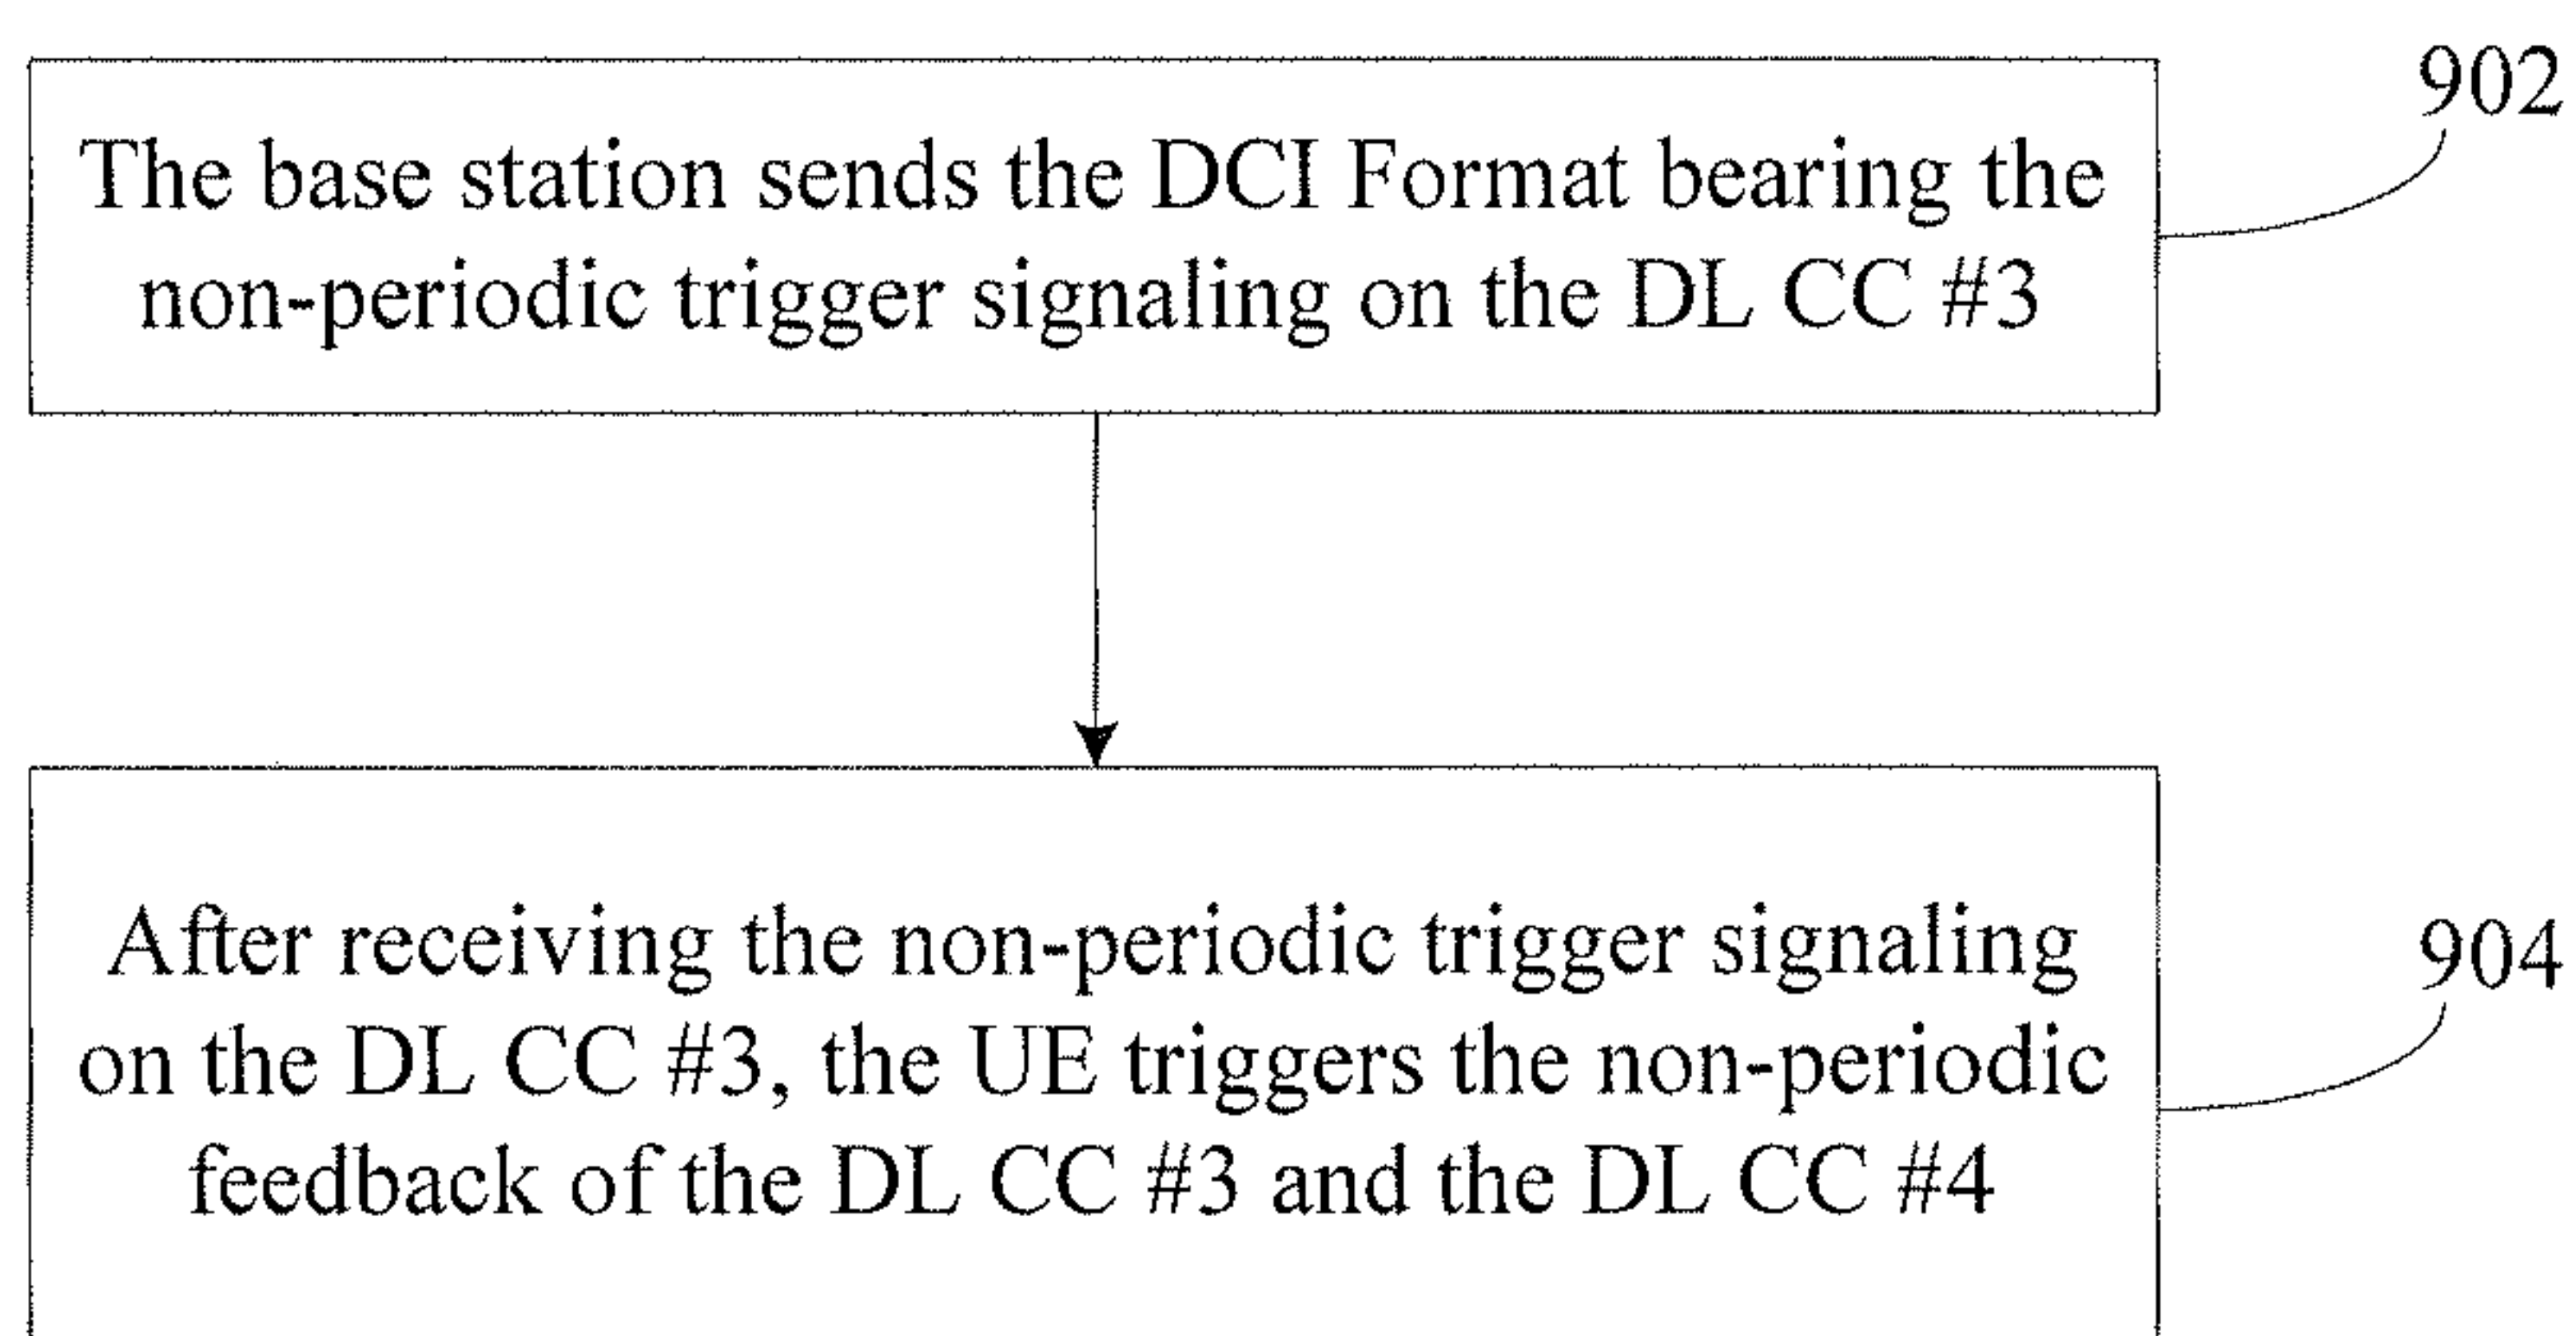 902
The base station sends the DCI Format bearing the
non-periodic trigger signaling on the DL CC #3
904
After receiving the non-periodic trigger signaling
on the DL CC #3, the UE triggers the non-periodic
feedback of the DL CC #3 and the DL CC #4